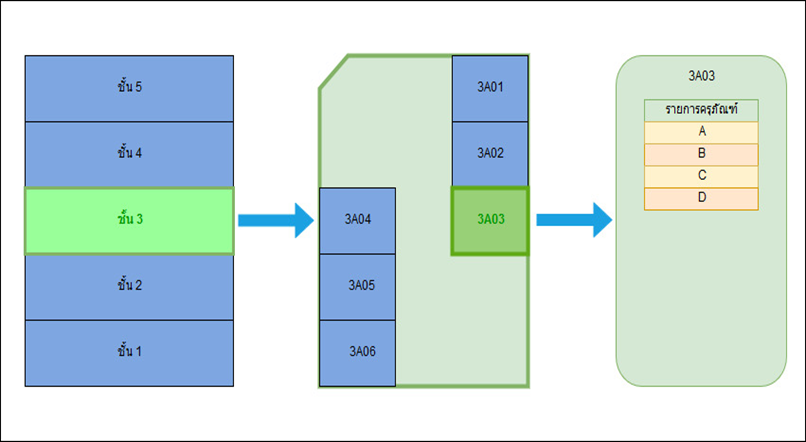 ชั้น 5
ชั้น 4
ชั้น 3
ชั้น 2
ชั้น 1
3A01
3A02
3A03
3A04
3A05
3A06
3A03
รายการครุภัณฑ์
A
B
C
D